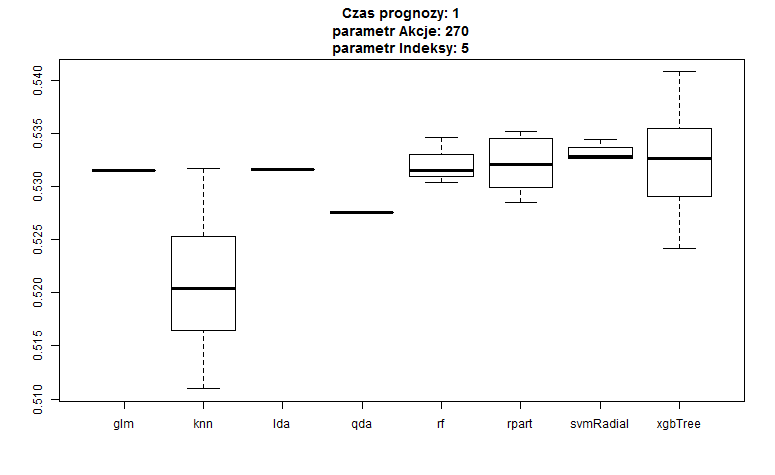 Czas prognozy: 1
parametr Akcje: 270
parametr Indeksy: 5
0.540
0.535
0.530
0.525
0.520
0.515
0.510
glm knn lda qda rf rpart svmRadial xgbTree